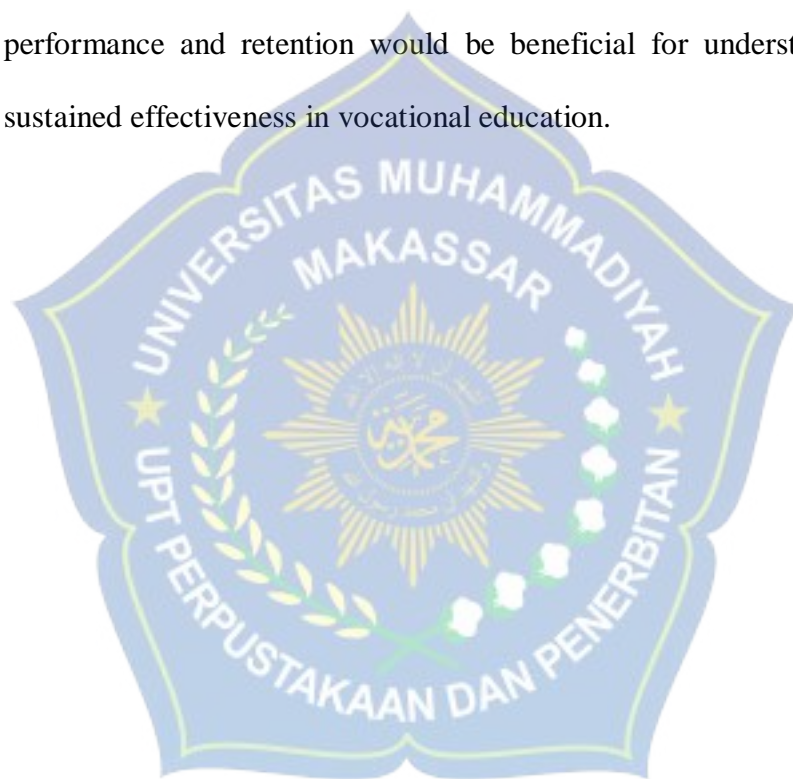 performance and retention would be beneficial for underst
sustained effectiveness in vocational education.
UNIVERSITAS MUHAMMADIYAH
MAKASSAR
UPT PERPUSTAKAAN DAN PENERBITAN